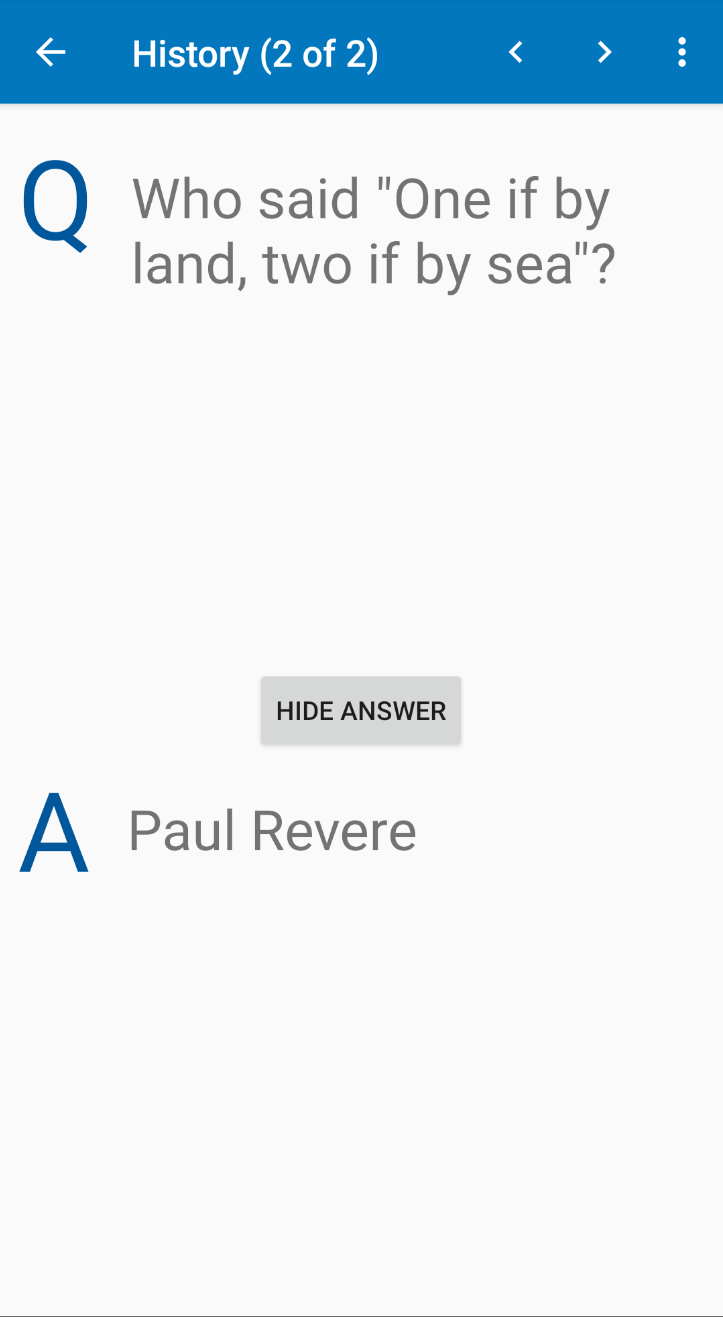 History (2 of 2)
Q
Who said "One if by
land, two if by sea"?
HIDE ANSWER
A
Paul Revere